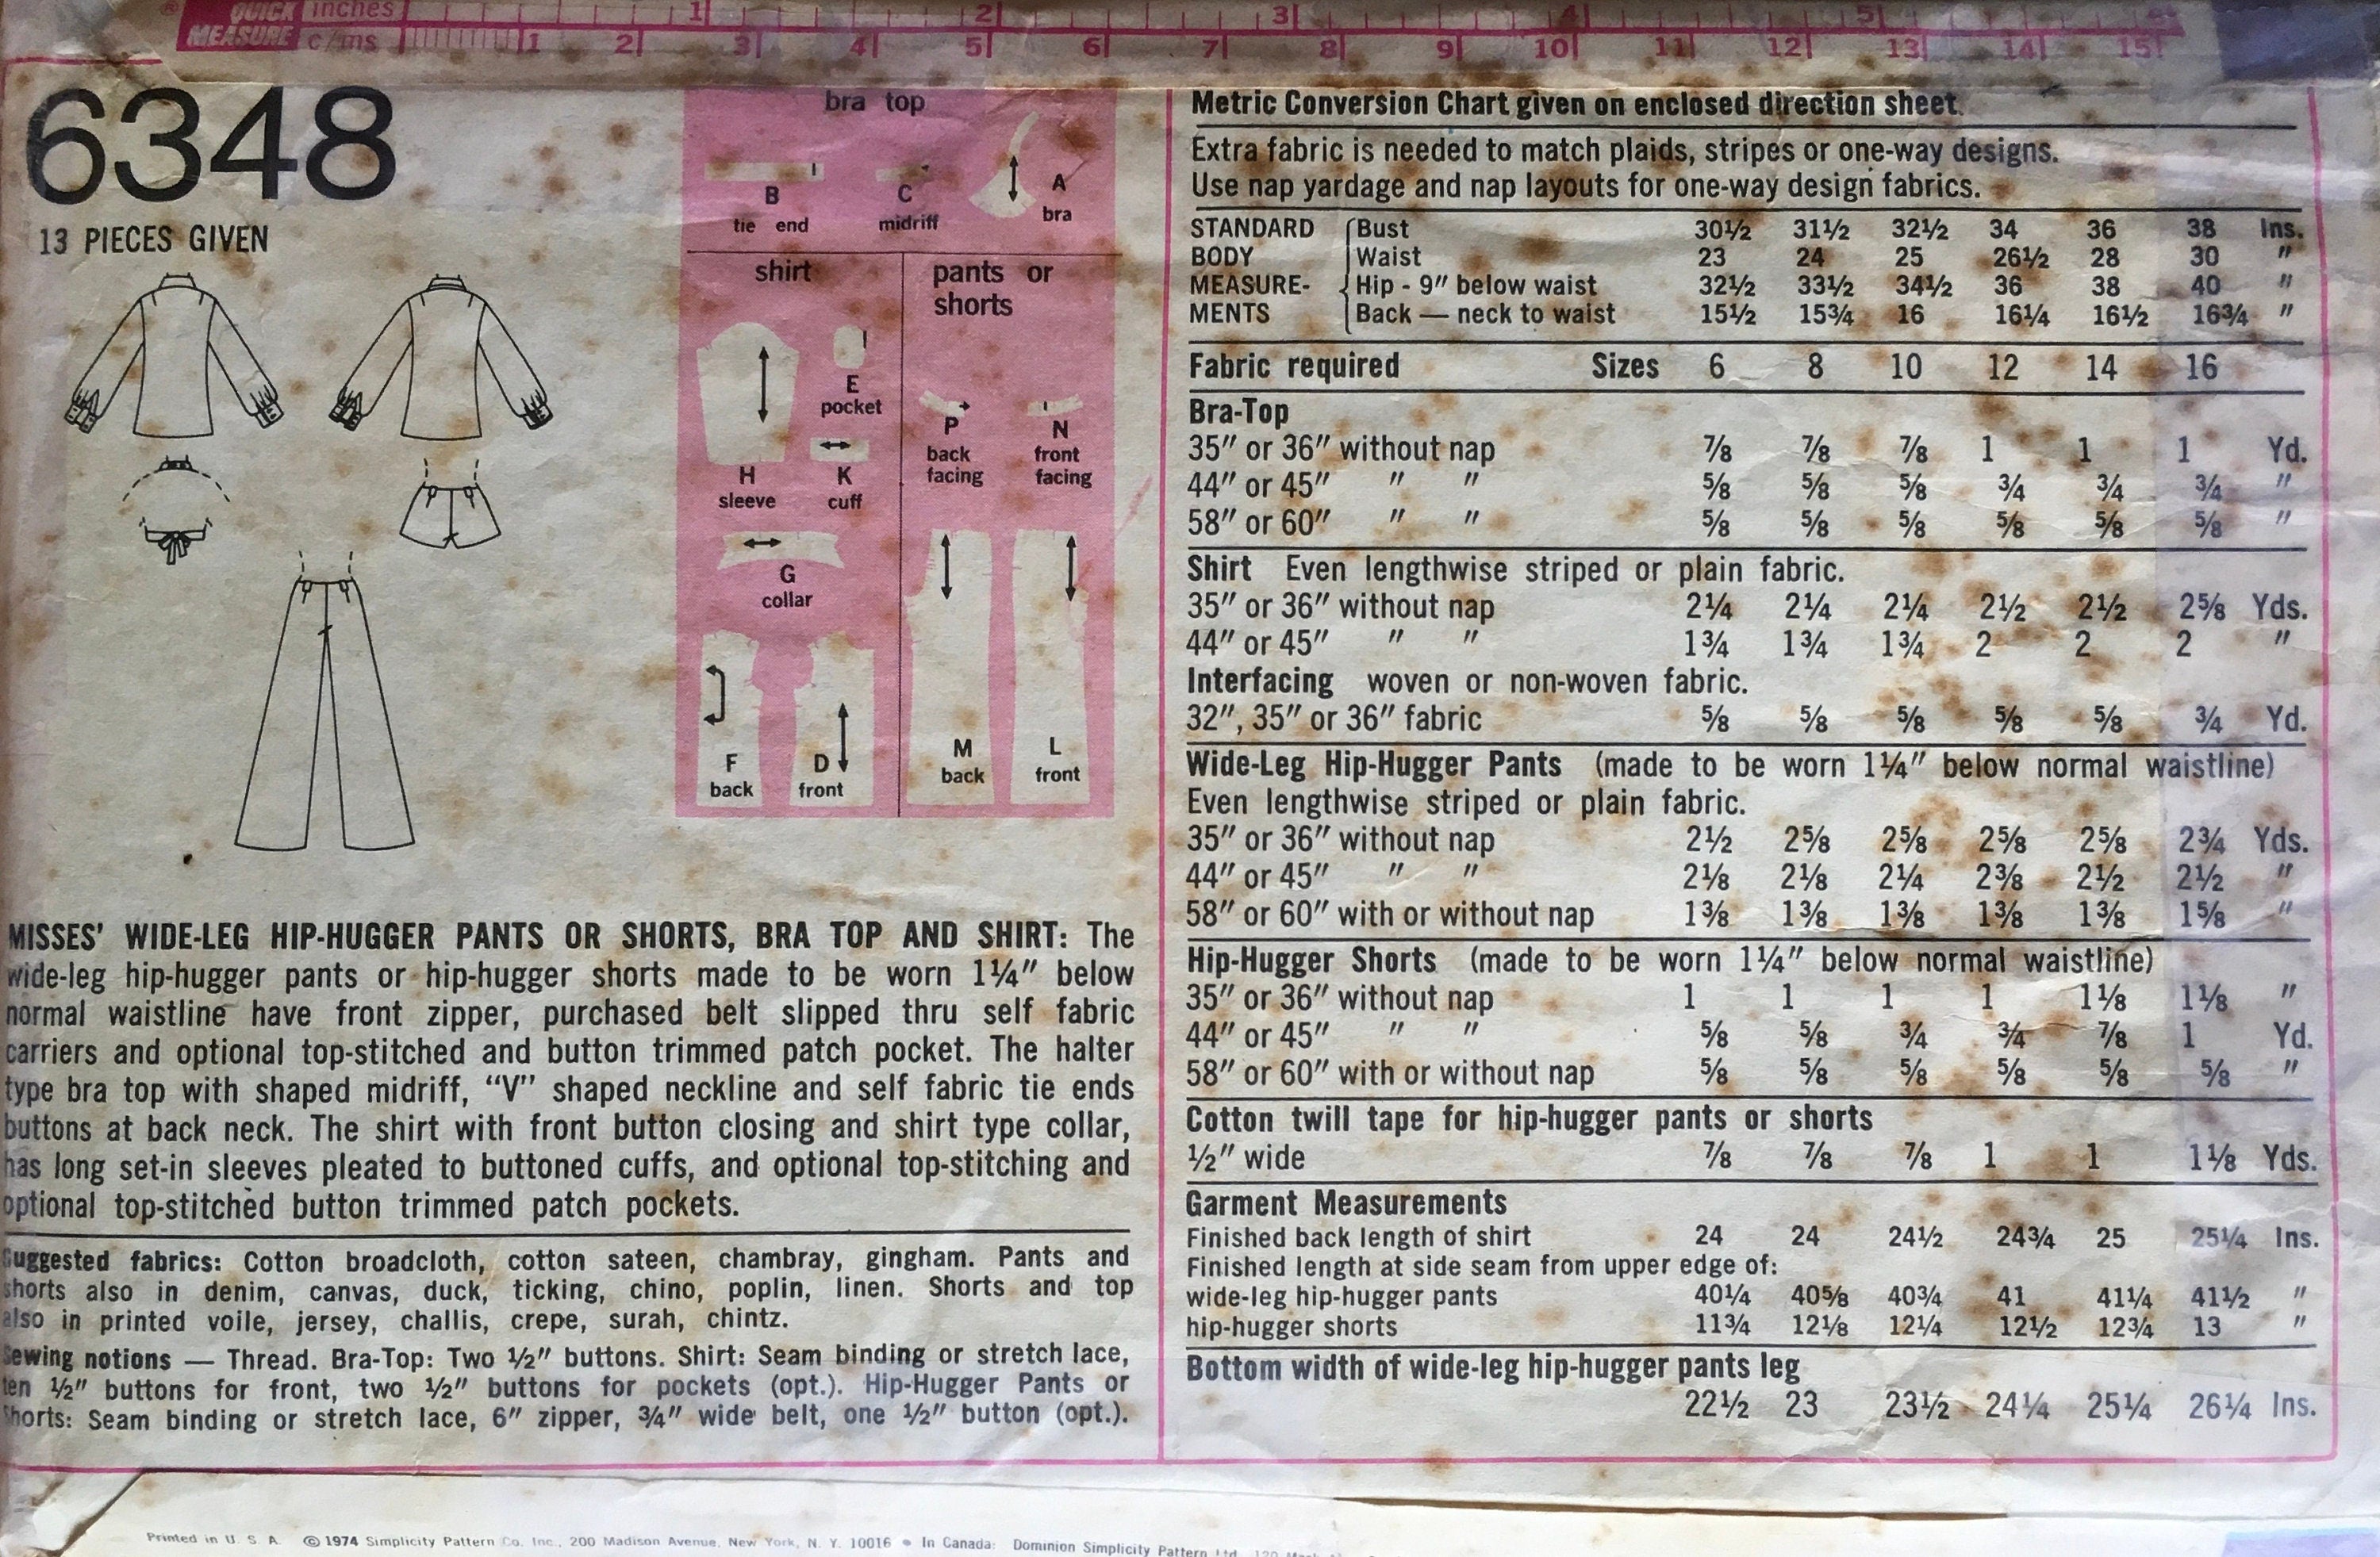 QUICK inches 1 2 3 4 5
MEASURE c/ms 1 2 3 4 5 6 7 8 9 10 11 12 13 14 15
6348
13 PIECES GIVEN
bra top
B
tie end
C
midriff
A
bra
shirt
E
pocket
H
sleeve
K
cuff
G
collar
F
back
D
front
pants or
shorts
P
back
facing
N
front
facing
M
back
L
front
MISSES' WIDE-LEG HIP-HUGGER PANTS OR SHORTS, BRA TOP AND SHIRT: The
wide-leg hip-hugger pants or hip-hugger shorts made to be worn 1¼" below
normal waistline have front zipper, purchased belt slipped thru self fabric
carriers and optional top-stitched and button trimmed patch pocket. The halter
type bra top with shaped midriff, "V" shaped neckline and self fabric tie ends
buttons at back neck. The shirt with front button closing and shirt type collar,
has long set-in sleeves pleated to buttoned cuffs, and optional top-stitching and
optional top-stitched button trimmed patch pockets.
Suggested fabrics: Cotton broadcloth, cotton sateen, chambray, gingham. Pants and
shorts also in denim, canvas, duck, ticking, chino, poplin, linen. Shorts and top
also in printed voile, jersey, challis, crepe, surah, chintz.
Sewing notions — Thread. Bra-Top: Two ½" buttons. Shirt: Seam binding or stretch lace,
ten ½" buttons for front, two ½" buttons for pockets (opt.). Hip-Hugger Pants or
Shorts: Seam binding or stretch lace, 6" zipper, ¾" wide belt, one ½" button (opt.).
Metric Conversion Chart given on enclosed direction sheet.
Extra fabric is needed to match plaids, stripes or one-way designs.
Use nap yardage and nap layouts for one-way design fabrics.
STANDARD Bust 30½ 31½ 32½ 34 36 38 Ins.
BODY Waist 23 24 25 26½ 28 30 "
MEASURE- Hip - 9" below waist 32½ 33½ 34½ 36 38 40 "
MENTS Back — neck to waist 15½ 15¾ 16 16¼ 16½ 16¾ "
Fabric required Sizes 6 8 10 12 14 16
Bra-Top
35" or 36" without nap ⅞ ⅞ ⅞ 1 1 1 Yd.
44" or 45" " " ⅝ ⅝ ⅝ ¾ ¾ ¾ "
58" or 60" " " ⅝ ⅝ ⅝ ⅝ ⅝ ⅝ "
Shirt Even lengthwise striped or plain fabric.
35" or 36" without nap 2¼ 2¼ 2¼ 2½ 2½ 2⅝ Yds.
44" or 45" " " 1¾ 1¾ 1¾ 2 2 2 "
Interfacing woven or non-woven fabric.
32", 35" or 36" fabric ⅝ ⅝ ⅝ ⅝ ⅝ ¾ Yd.
Wide-Leg Hip-Hugger Pants (made to be worn 1¼" below normal waistline)
Even lengthwise striped or plain fabric.
35" or 36" without nap 2½ 2⅝ 2⅝ 2⅝ 2⅝ 2¾ Yds.
44" or 45" " " 2⅛ 2⅛ 2¼ 2⅜ 2½ 2½ "
58" or 60" with or without nap 1⅜ 1⅜ 1⅜ 1⅜ 1⅜ 1⅝ "
Hip-Hugger Shorts (made to be worn 1¼" below normal waistline)
35" or 36" without nap 1 1 1 1 1⅛ 1⅛ "
44" or 45" " " ⅝ ⅝ ¾ ¾ ⅞ 1 Yd.
58" or 60" with or without nap ⅝ ⅝ ⅝ ⅝ ⅝ ⅝ "
Cotton twill tape for hip-hugger pants or shorts
½" wide ⅞ ⅞ ⅞ 1 1 1⅛ Yds.
Garment Measurements
Finished back length of shirt 24 24 24½ 24¾ 25 25¼ Ins.
Finished length at side seam from upper edge of:
wide-leg hip-hugger pants 40¼ 40⅝ 40¾ 41 41¼ 41½ "
hip-hugger shorts 11¾ 12⅛ 12¼ 12½ 12¾ 13 "
Bottom width of wide-leg hip-hugger pants leg
22½ 23 23½ 24¼ 25¼ 26¼ Ins.
Printed in U. S. A. © 1974 Simplicity Pattern Co. Inc., 200 Madison Avenue, New York, N. Y. 10016 • In Canada: Dominion Simplicity Pattern Ltd.